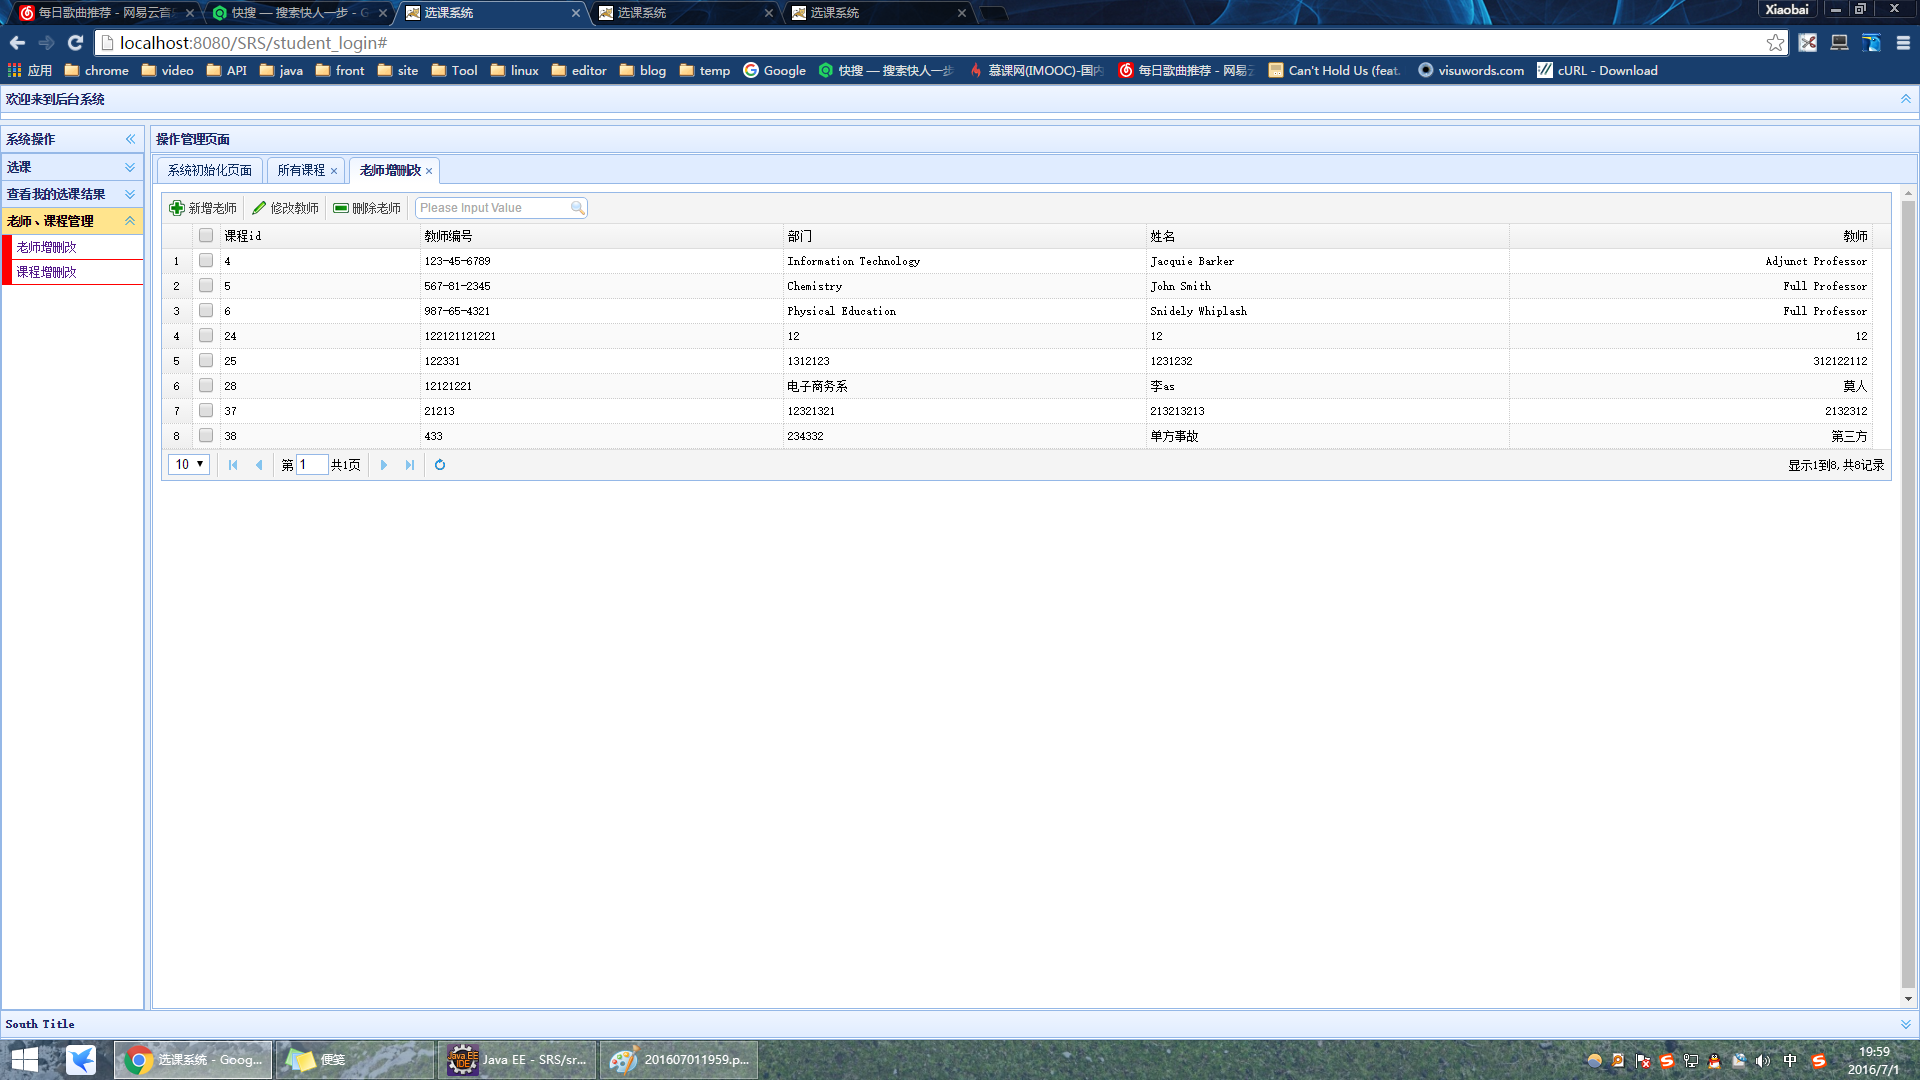 每日歌曲推荐 - 网易云音
快搜 — 搜索快人一步 - G
选课系统
选课系统
选课系统
Xiaobai
localhost:8080/SRS/student_login#
应用 chrome video API java front site Tool linux editor blog temp Google 快搜 — 搜索快人一步 慕课网(IMOOC)-国内 每日歌曲推荐 - 网易云 Can't Hold Us (feat. visuwords.com cURL - Download
欢迎来到后台系统
系统操作
选课
查看我的选课结果
老师、课程管理
老师增删改
课程增删改
操作管理页面
系统初始化页面 所有课程 老师增删改
新增老师 修改教师 删除老师 Please Input Value
课程id 教师编号 部门 姓名 教师
1 4 123-45-6789 Information Technology Jacquie Barker Adjunct Professor
2 5 567-81-2345 Chemistry John Smith Full Professor
3 6 987-65-4321 Physical Education Snidely Whiplash Full Professor
4 24 122121121221 12 12 12
5 25 122331 1312123 1231232 312122112
6 28 12121221 电子商务系 李as 莫人
7 37 21213 12321321 213213213 2132312
8 38 433 234332 单方事故 第三方
10 第 1 共1页 显示1到8,共8记录
South Title
选课系统 - Goog...
便笺
Java EE - SRS/sr...
201607011959.p...
中
19:59
2016/7/1